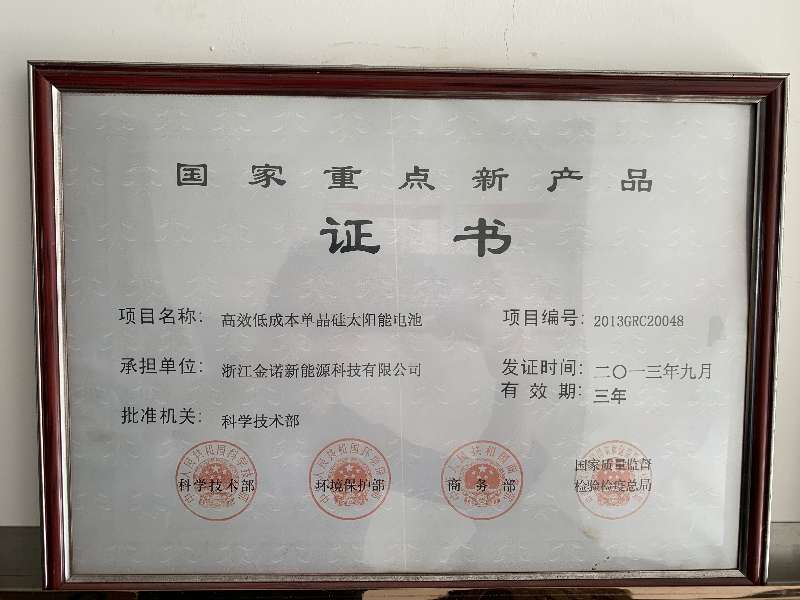 国家重点新产品
证书
项目名称: 高效低成本单晶硅太阳能电池
项目编号: 2013GRC20048
承担单位: 浙江金诺新能源科技有限公司
发证时间: 二〇一三年九月
有效期: 三年
批准机关: 科学技术部
科学技术部
环境保护部
商务部
国家质量监督
检验检疫总局